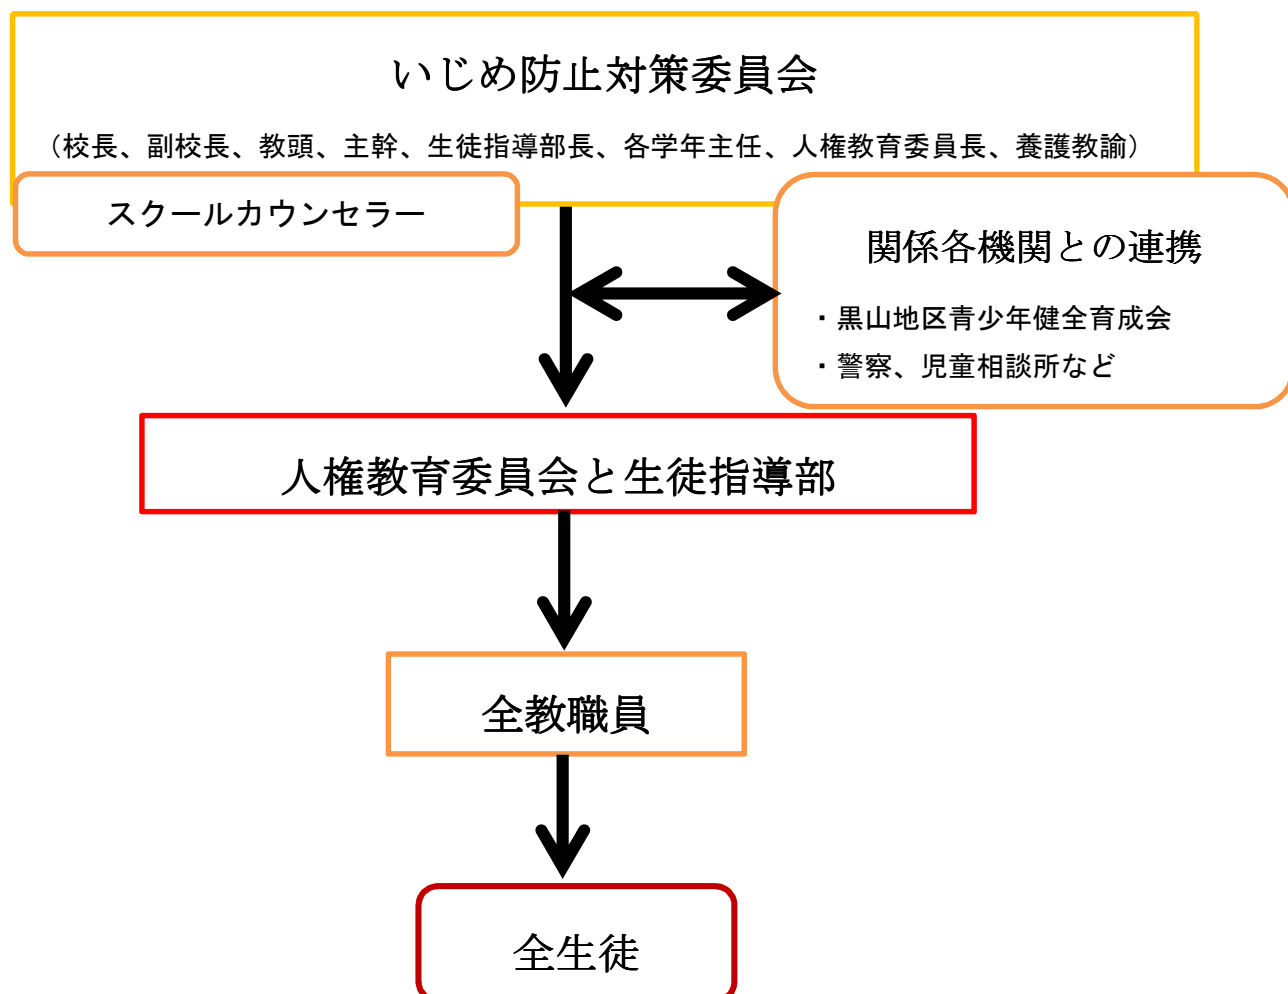 いじめ防止対策委員会
（校長、副校長、教頭、主幹、生徒指導部長、各学年主任、人権教育委員長、養護教諭）
スクールカウンセラー
関係各機関との連携
・黒山地区青少年健全育成会
・警察、児童相談所など
人権教育委員会と生徒指導部
全教職員
全生徒